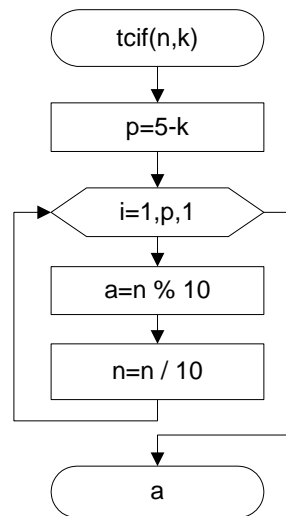 tcif(n,k)
p=5-k
i=1,p,1
a=n % 10
n=n / 10
a